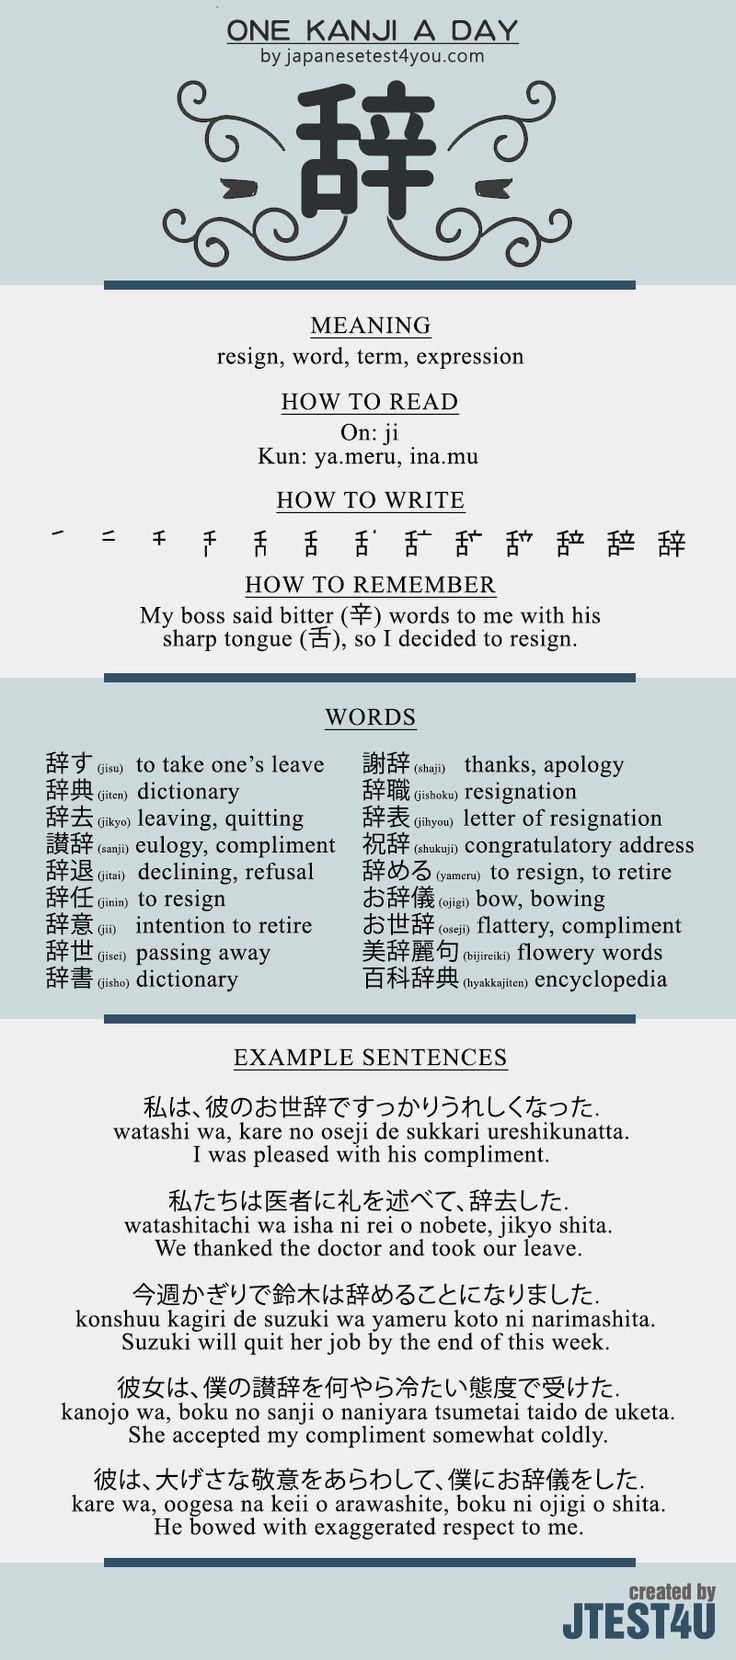 ONE KANJI A DAY
by japanesetest4you.com
辞
MEANING
resign, word, term, expression
HOW TO READ
On: ji
Kun: ya.meru, ina.mu
HOW TO WRITE
辞
HOW TO REMEMBER
My boss said bitter (辛) words to me with his
sharp tongue (舌), so I decided to resign.
WORDS
辞す (jisu) to take one's leave
辞典 (jiten) dictionary
辞去 (jikyo) leaving, quitting
讃辞 (sanji) eulogy, compliment
辞退 (jitai) declining, refusal
辞任 (jinin) to resign
辞意 (jii) intention to retire
辞世 (jisei) passing away
辞書 (jisho) dictionary
謝辞 (shaji) thanks, apology
辞職 (jishoku) resignation
辞表 (jihyou) letter of resignation
祝辞 (shukuji) congratulatory address
辞める (yameru) to resign, to retire
お辞儀 (ojigi) bow, bowing
お世辞 (oseji) flattery, compliment
美辞麗句 (bijireiki) flowery words
百科辞典 (hyakkajiten) encyclopedia
EXAMPLE SENTENCES
私は、彼のお世辞ですっかりうれしくなった.
watashi wa, kare no oseji de sukkari ureshikunatta.
I was pleased with his compliment.
私たちは医者に礼を述べて、辞去した.
watashitachi wa isha ni rei o nobete, jikyo shita.
We thanked the doctor and took our leave.
今週かぎりで鈴木は辞めることになりました.
konshuu kagiri de suzuki wa yameru koto ni narimashita.
Suzuki will quit her job by the end of this week.
彼女は、僕の讃辞を何やら冷たい態度で受けた.
kanojo wa, boku no sanji o naniyara tsumetai taido de uketa.
She accepted my compliment somewhat coldly.
彼は、大げさな敬意をあらわして、僕にお辞儀をした.
kare wa, oogesa na keii o arawashite, boku ni ojigi o shita.
He bowed with exaggerated respect to me.
created by
JTEST4U